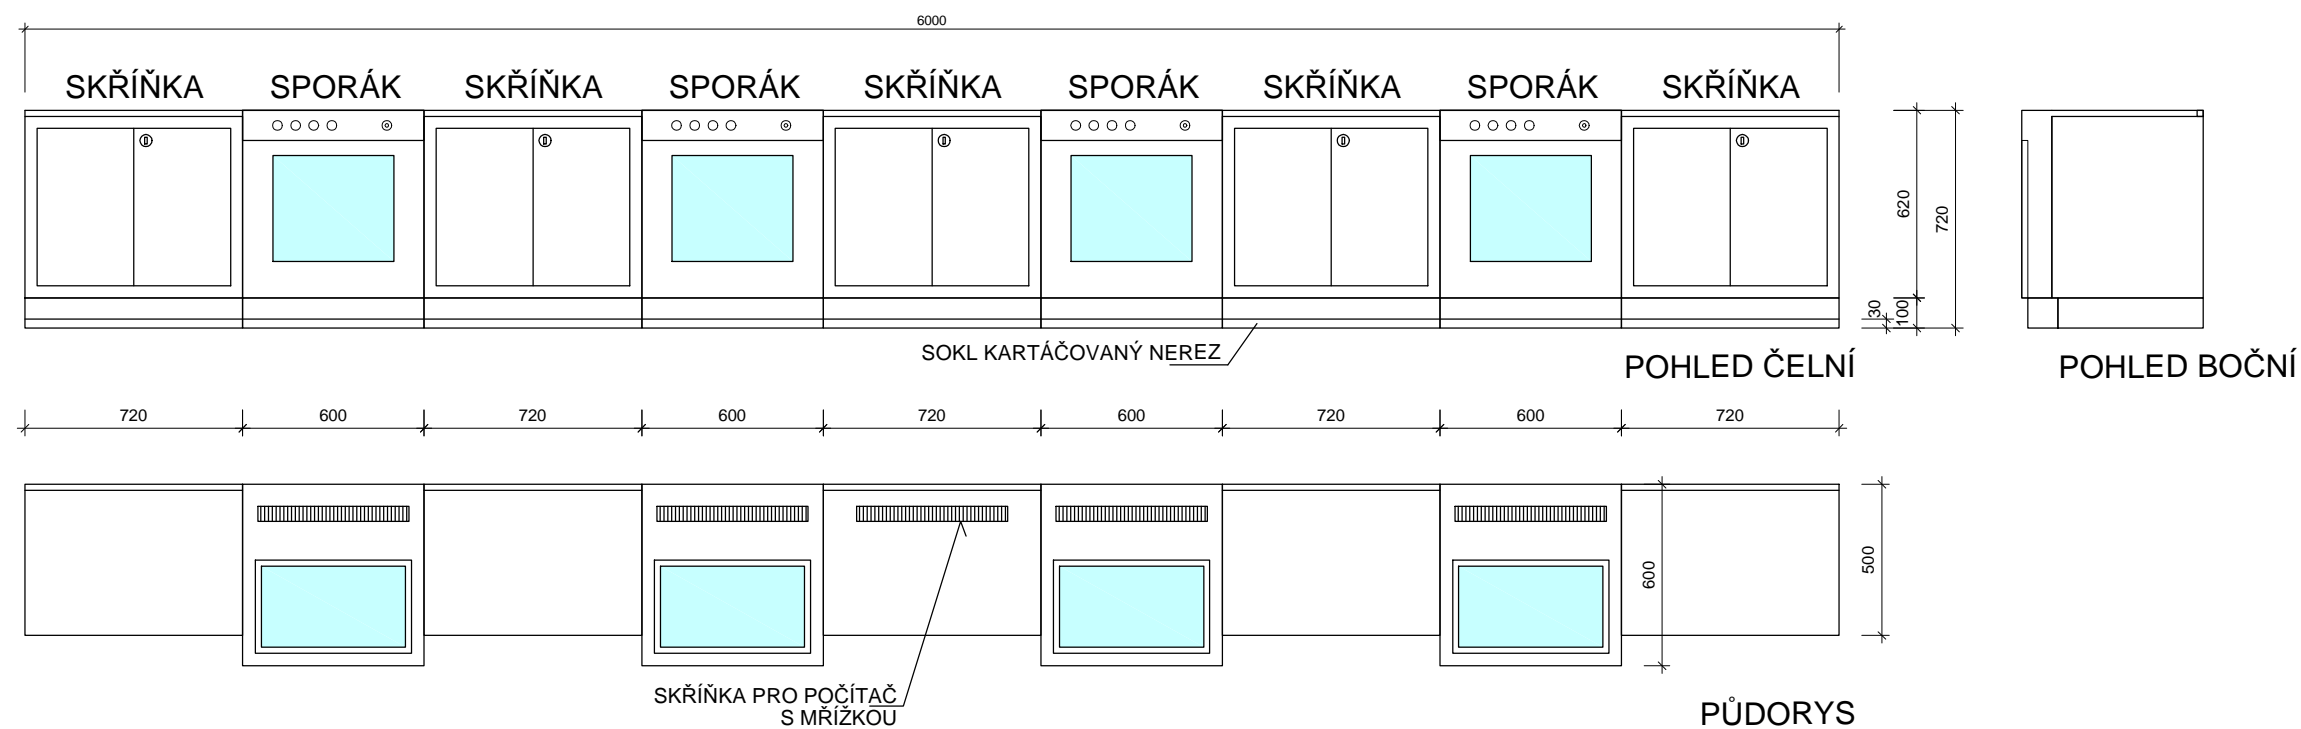 6000
SKŘÍŇKA SPORÁK SKŘÍŇKA SPORÁK SKŘÍŇKA SPORÁK SKŘÍŇKA SPORÁK SKŘÍŇKA
620
720
30
100
SOKL KARTÁČOVANÝ NEREZ
POHLED ČELNÍ
POHLED BOČNÍ
720 600 720 600 720 600 720 600 720
600
500
SKŘÍŇKA PRO POČÍTAČ
S MŘÍŽKOU
PŮDORYS